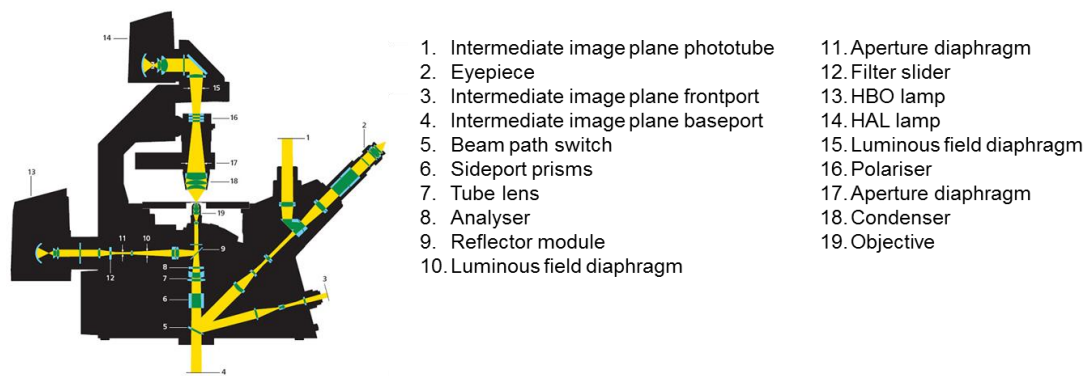 14
15
16
17
18
19
13
12
11
10
9
8
7
6
5
4
1
2
3
1. Intermediate image plane phototube
2. Eyepiece
3. Intermediate image plane frontport
4. Intermediate image plane baseport
5. Beam path switch
6. Sideport prisms
7. Tube lens
8. Analyser
9. Reflector module
10. Luminous field diaphragm
11. Aperture diaphragm
12. Filter slider
13. HBO lamp
14. HAL lamp
15. Luminous field diaphragm
16. Polariser
17. Aperture diaphragm
18. Condenser
19. Objective